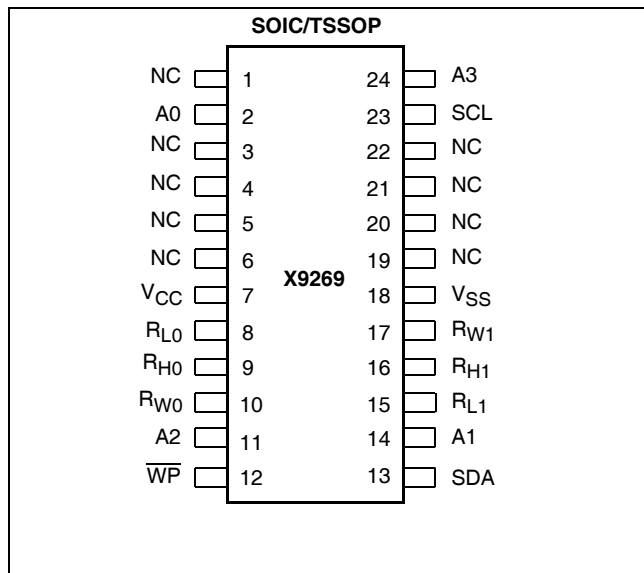 SOIC/TSSOP
NC 1 24 A3
A0 2 23 SCL
NC 3 22 NC
NC 4 21 NC
NC 5 20 NC
NC 6 19 NC
X9269
VCC 7 18 VSS
RL0 8 17 RW1
RH0 9 16 RH1
RW0 10 15 RL1
A2 11 14 A1
W̅P̅ 12 13 SDA